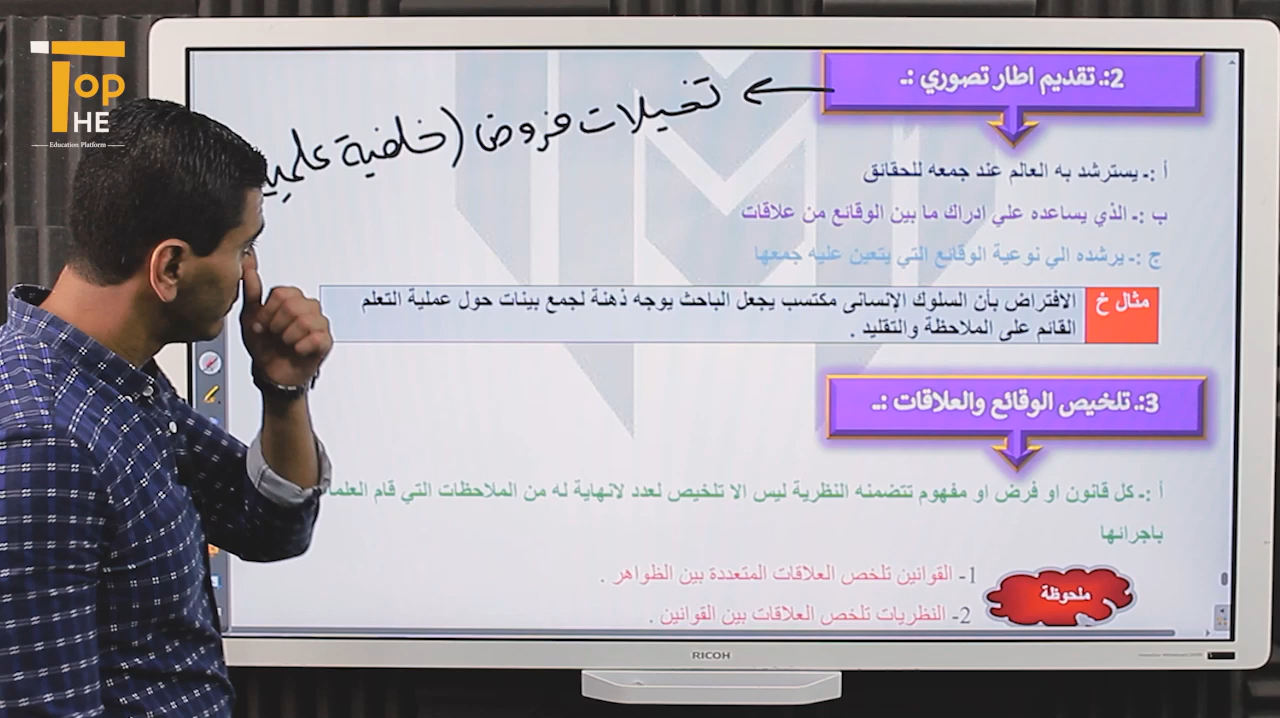 TOP
THE
Education Platform
2:. تقديم اطار تصوري :ـ
تخيلات فروض (خلفية علمية
أ :ـ يسترشد به العالم عند جمعه للحقائق
ب :ـ الذي يساعده علي ادراك ما بين الوقائع من علاقات
ج :ـ يرشده الي نوعية الوقائع التي يتعين عليه جمعها
مثال خ
الافتراض بأن السلوك الإنسانى مكتسب يجعل الباحث يوجه ذهنة لجمع بينات حول عملية التعلم
القائم على الملاحظة والتقليد .
3:. تلخيص الوقائع والعلاقات :ـ
أ :ـ كل قانون او فرض او مفهوم تتضمنه النظرية ليس الا تلخيص لعدد لانهاية له من الملاحظات التي قام العلما
باجرائها
ملحوظة
1- القوانين تلخص العلاقات المتعددة بين الظواهر .
2- النظريات تلخص العلاقات بين القوانين .
RICOH